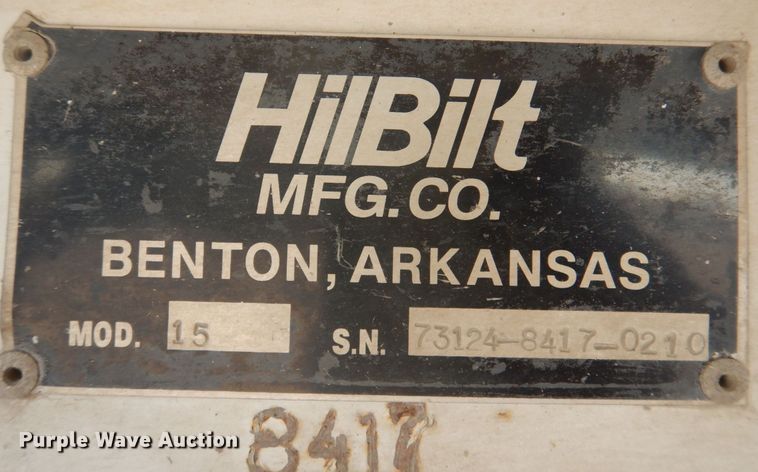 HilBilt
MFG. CO.
BENTON, ARKANSAS
MOD. 15 S.N. 73124-8417-0210
8417
Purple Wave Auction